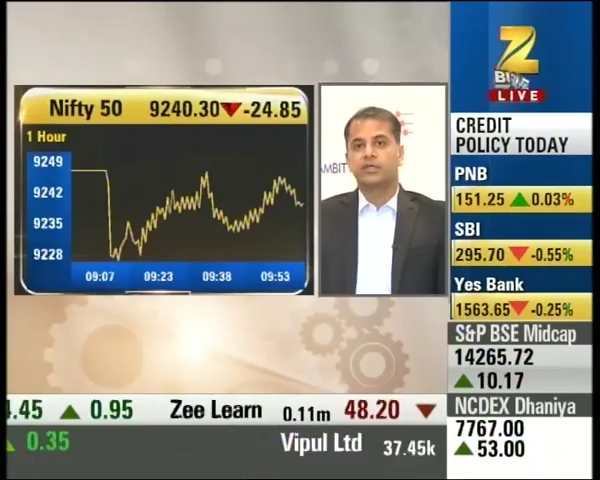 Nifty 50 9240.30 -24.85
1 Hour
9249
9242
9235
9228
09:07 09:23 09:38 09:53
AMBIT
Z
LIVE
CREDIT
POLICY TODAY
PNB
151.25 0.03%
SBI
295.70 -0.55%
Yes Bank
1563.65 -0.25%
S&P BSE Midcap
14265.72
10.17
NCDEX Dhaniya
7767.00
53.00
.45 0.95 Zee Learn 0.11m 48.20
0.35 Vipul Ltd 37.45k